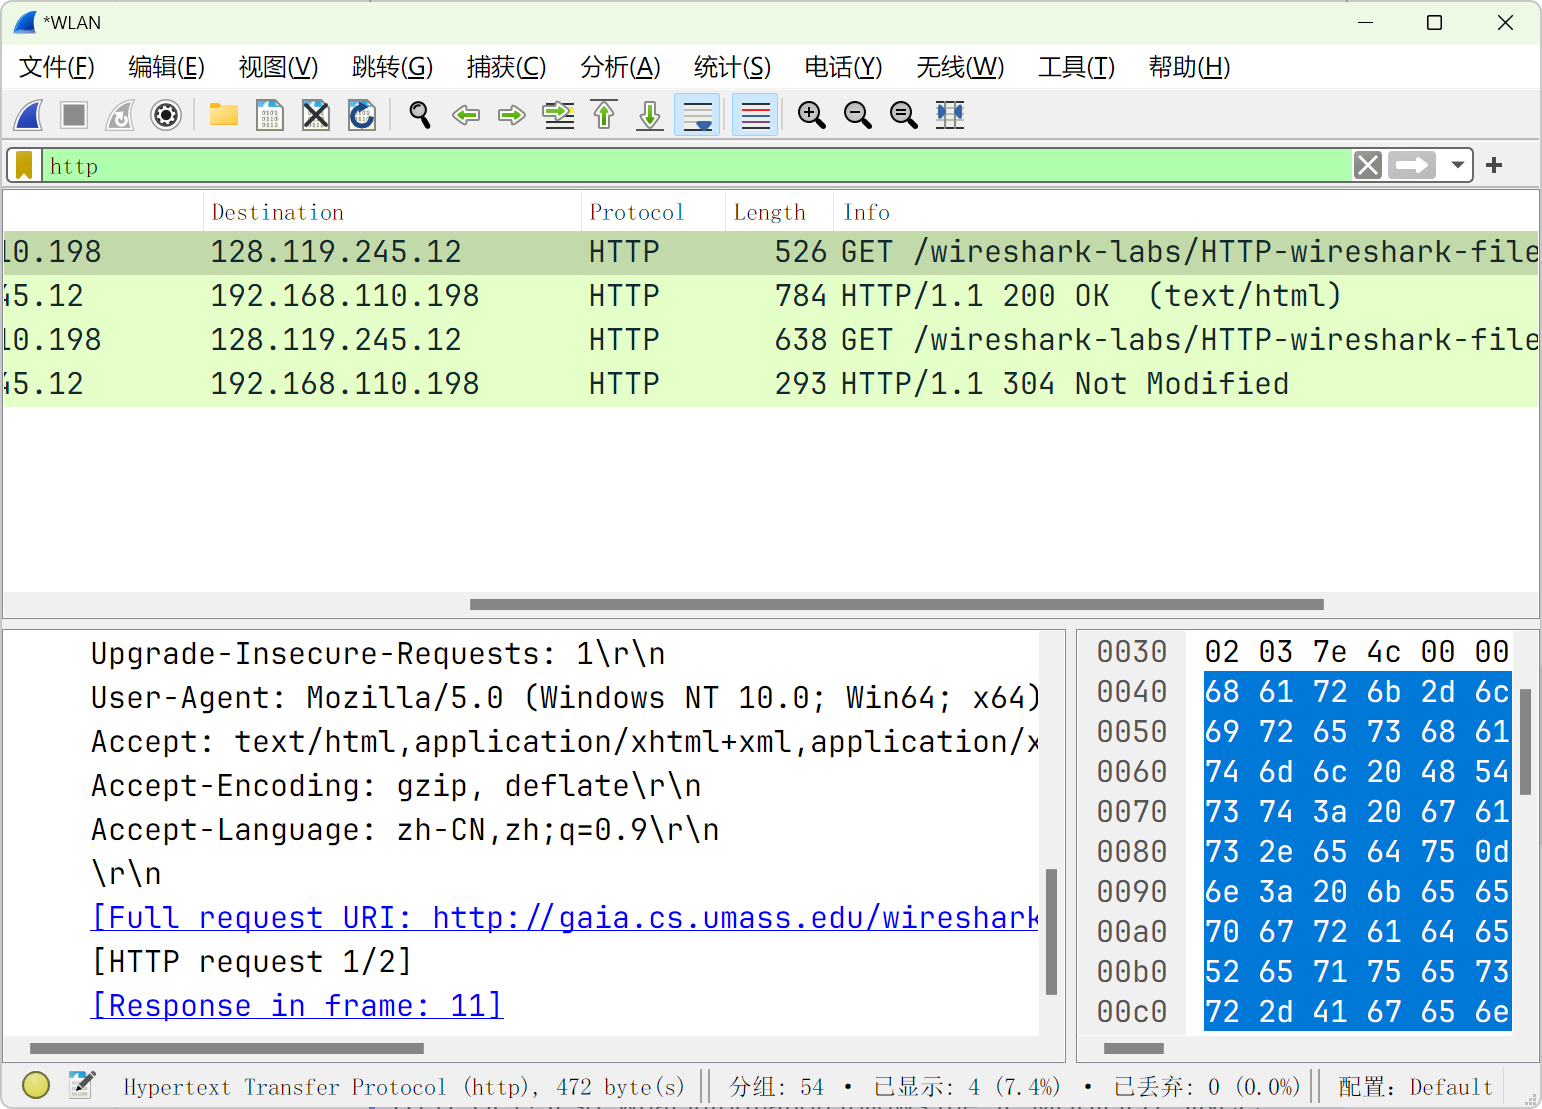 *WLAN
文件(F) 编辑(E) 视图(V) 跳转(G) 捕获(C) 分析(A) 统计(S) 电话(Y) 无线(W) 工具(T) 帮助(H)
http
Destination Protocol Length Info
10.198 128.119.245.12 HTTP 526 GET /wireshark-labs/HTTP-wireshark-file
45.12 192.168.110.198 HTTP 784 HTTP/1.1 200 OK (text/html)
10.198 128.119.245.12 HTTP 638 GET /wireshark-labs/HTTP-wireshark-file
45.12 192.168.110.198 HTTP 293 HTTP/1.1 304 Not Modified
Upgrade-Insecure-Requests: 1\r\n
User-Agent: Mozilla/5.0 (Windows NT 10.0; Win64; x64)
Accept: text/html,application/xhtml+xml,application/x
Accept-Encoding: gzip, deflate\r\n
Accept-Language: zh-CN,zh;q=0.9\r\n
\r\n
[Full request URI: http://gaia.cs.umass.edu/wireshark
[HTTP request 1/2]
[Response in frame: 11]
0030 02 03 7e 4c 00 00
0040 68 61 72 6b 2d 6c
0050 69 72 65 73 68 61
0060 74 6d 6c 20 48 54
0070 73 74 3a 20 67 61
0080 73 2e 65 64 75 0d
0090 6e 3a 20 6b 65 65
00a0 70 67 72 61 64 65
00b0 52 65 71 75 65 73
00c0 72 2d 41 67 65 6e
Hypertext Transfer Protocol (http), 472 byte(s) 分组: 54 · 已显示: 4 (7.4%) · 已丢弃: 0 (0.0%) 配置: Default